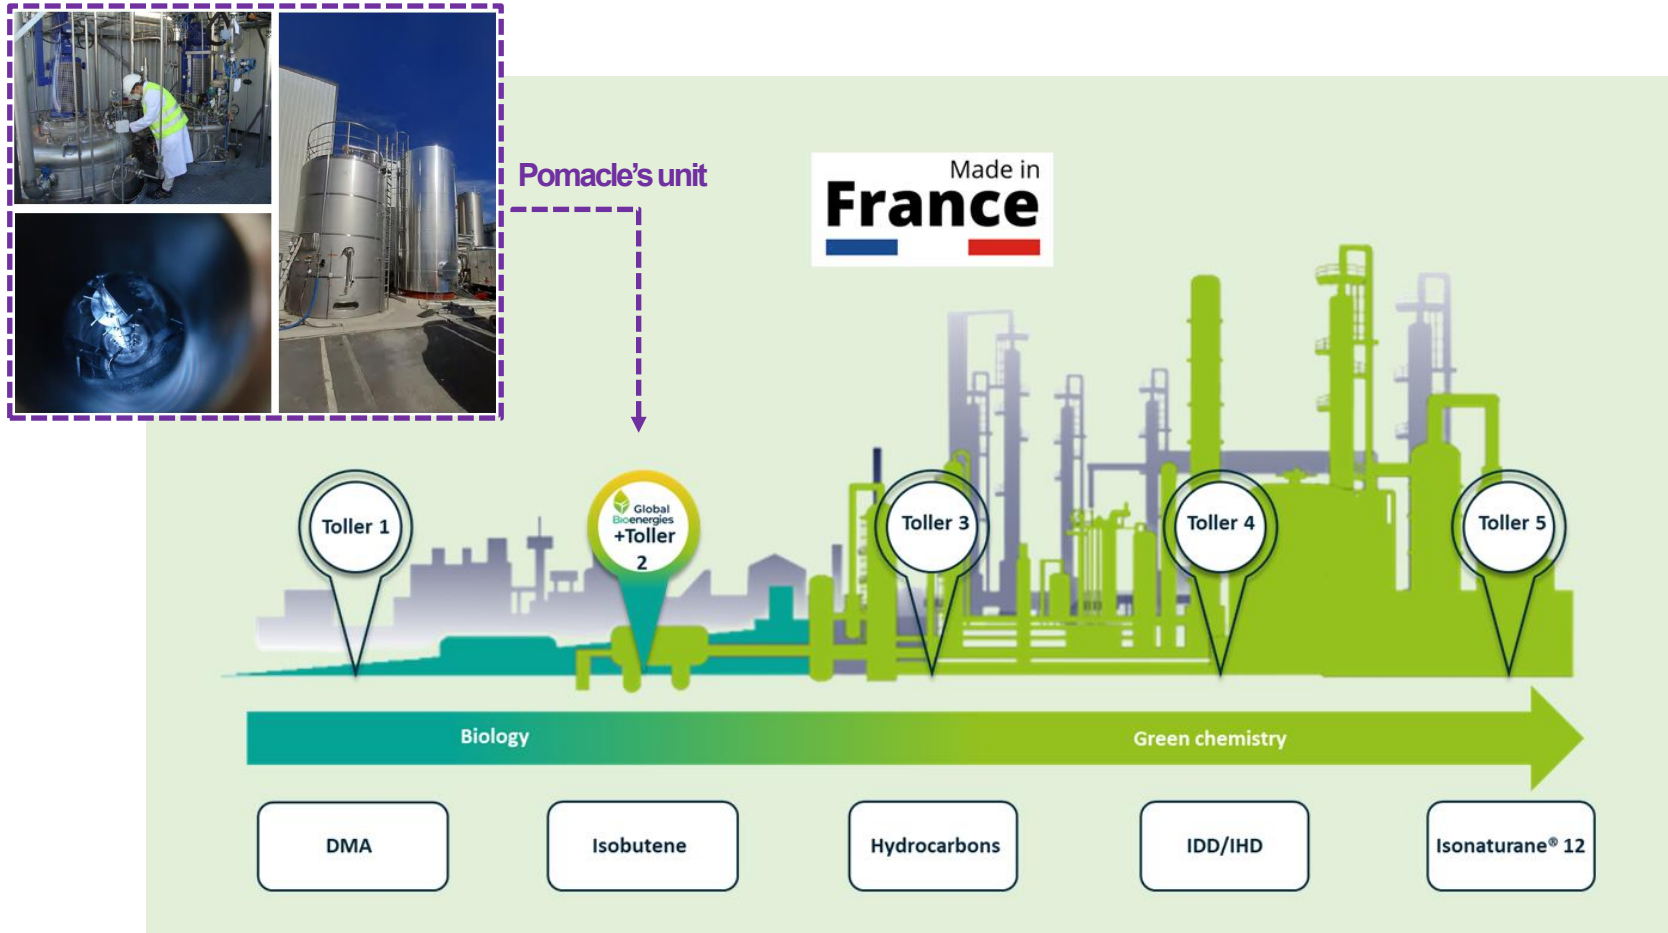 Pomacle's unit
Made in
France
Toller 1
Global
Bioenergies
+Toller
2
Toller 3
Toller 4
Toller 5
Biology
Green chemistry
DMA
Isobutene
Hydrocarbons
IDD/IHD
Isonaturane® 12